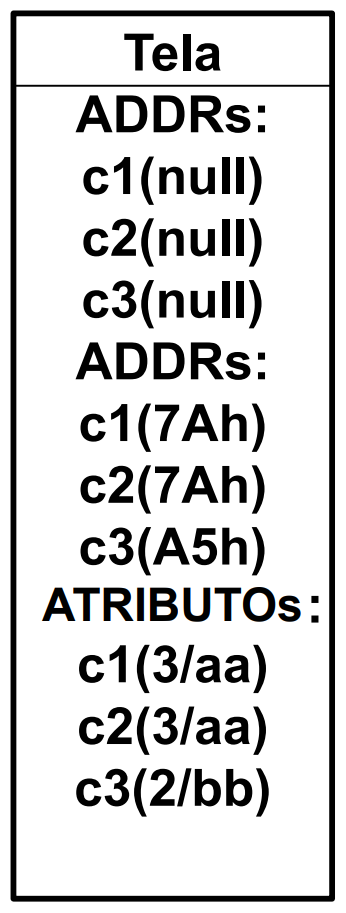 Tela
ADDRs:
c1(null)
c2(null)
c3(null)
ADDRs:
c1(7Ah)
c2(7Ah)
c3(A5h)
ATRIBUTOs:
c1(3/aa)
c2(3/aa)
c3(2/bb)